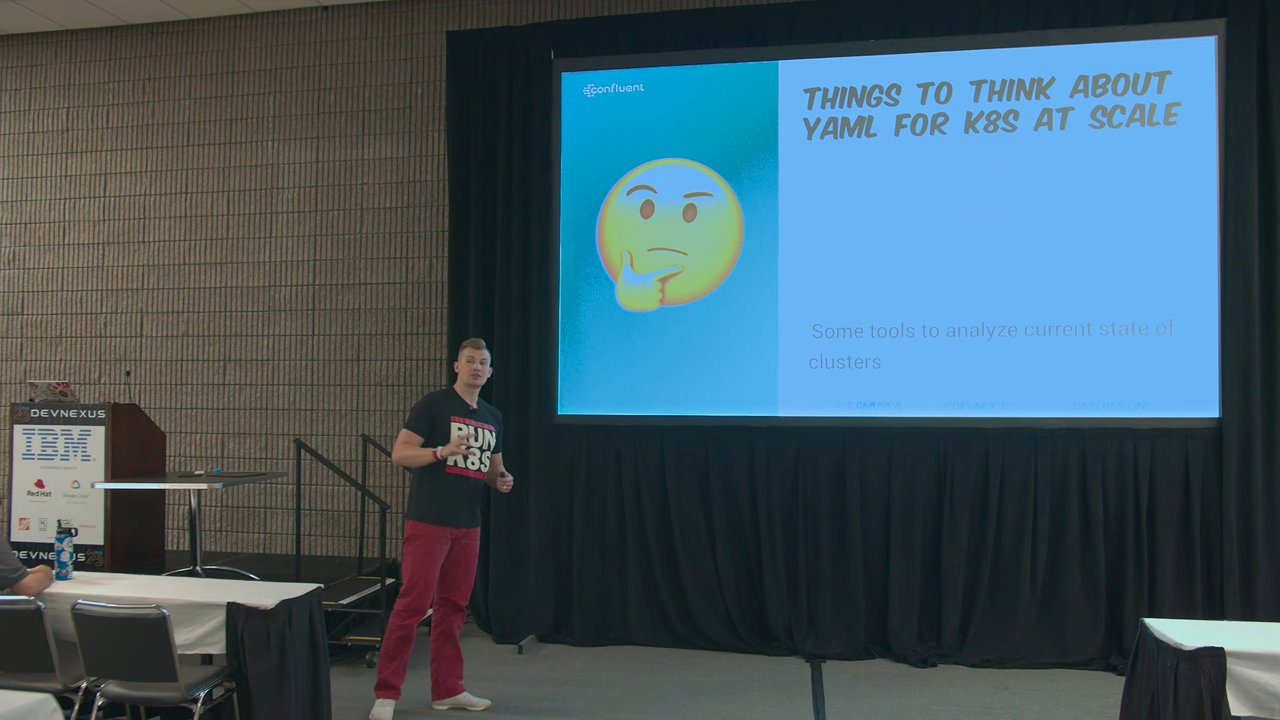 confluent
THINGS TO THINK ABOUT
YAML FOR K8S AT SCALE
Some tools to analyze current state of
clusters
RUN
K8S
DEVNEXUS
IBM
Red Hat
Google Cloud
DEVNEXUS